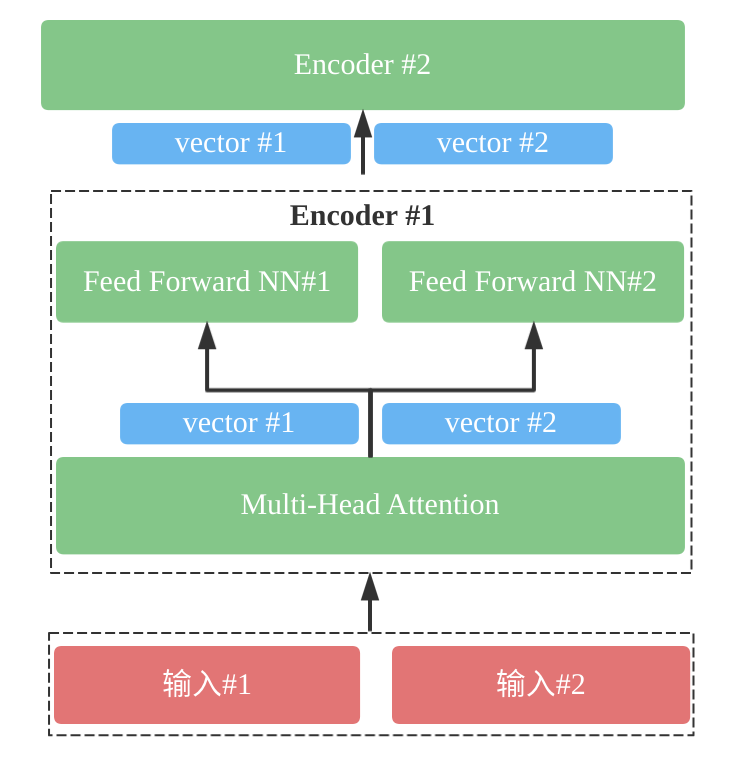 Encoder #2
vector #1
vector #2
Encoder #1
Feed Forward NN#1
Feed Forward NN#2
vector #1
vector #2
Multi-Head Attention
输入#1
输入#2